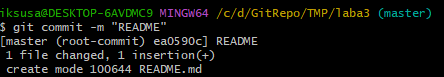 iksusa@DESKTOP-6AVDMC9 MINGW64 /c/d/GitRepo/TMP/laba3 (master)
$ git commit -m "README"
[master (root-commit) ea0590c] README
 1 file changed, 1 insertion(+)
 create mode 100644 README.md